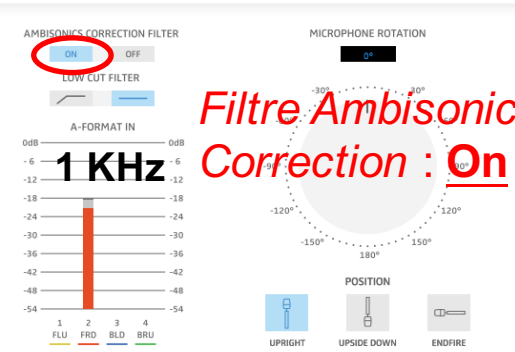 AMBISONICS CORRECTION FILTER
ON OFF
LOW CUT FILTER
A-FORMAT IN
0dB 0dB
- 6 - 6
-12 -12
-18 -18
-24 -24
-30 -30
-36 -36
-42 -42
-48 -48
-54 -54
1 KHz
1 2 3 4
FLU FRD BLD BRU
MICROPHONE ROTATION
0°
-30° 30°
Filtre Ambisonic
Correction : On
-120° 120°
-150° 150°
180°
POSITION
UPRIGHT UPSIDE DOWN ENDFIRE